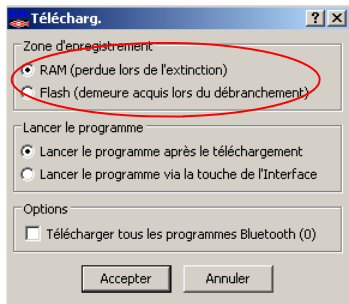 Télécharg.
Zone d'enregistrement
RAM (perdue lors de l'extinction)
Flash (demeure acquis lors du débranchement)
Lancer le programme
Lancer le programme après le téléchargement
Lancer le programme via la touche de l'Interface
Options
Télécharger tous les programmes Bluetooth (0)
Accepter Annuler